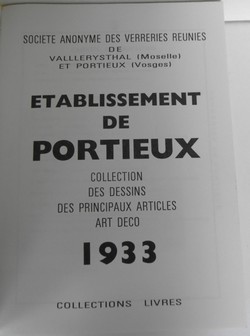 SOCIETE ANONYME DES VERRERIES REUNIES
DE
VALLLERYSTHAL (Moselle)
ET PORTIEUX (Vosges)
ETABLISSEMENT
DE
PORTIEUX
COLLECTION
DES DESSINS
DES PRINCIPAUX ARTICLES
ART DECO
1933
COLLECTIONS LIVRES